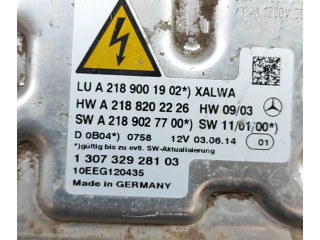 LU A 218 900 19 02*) XALWA
HW A 218 820 22 26 HW 09/03
SW A 218 902 77 00*) SW 11/61/00*)
D 0B04*) 0758 12V 03.06.14 01
*)gültig bis zu evtl. SW-Aktualisierung
1 307 329 281 03
10EEG120435
Made in GERMANY